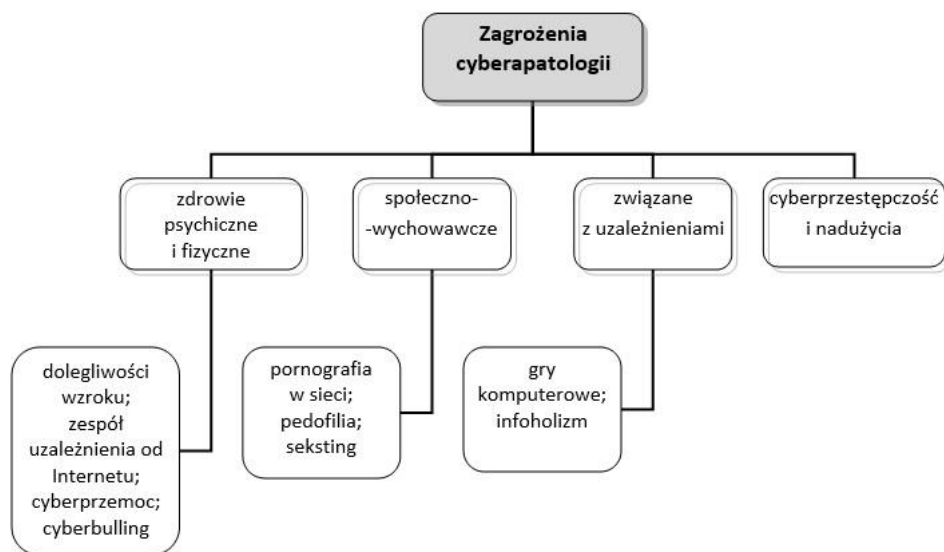 Zagrożenia
cyberapatologii
zdrowie
psychiczne
i fizyczne
społeczno-
-wychowawcze
związane
z uzależnieniami
cyberprzestępczość
i nadużycia
dolegliwości
wzroku;
zespół
uzależnienia od
Internetu;
cyberprzemoc;
cyberbulling
pornografia
w sieci;
pedofilia;
seksting
gry
komputerowe;
infoholizm